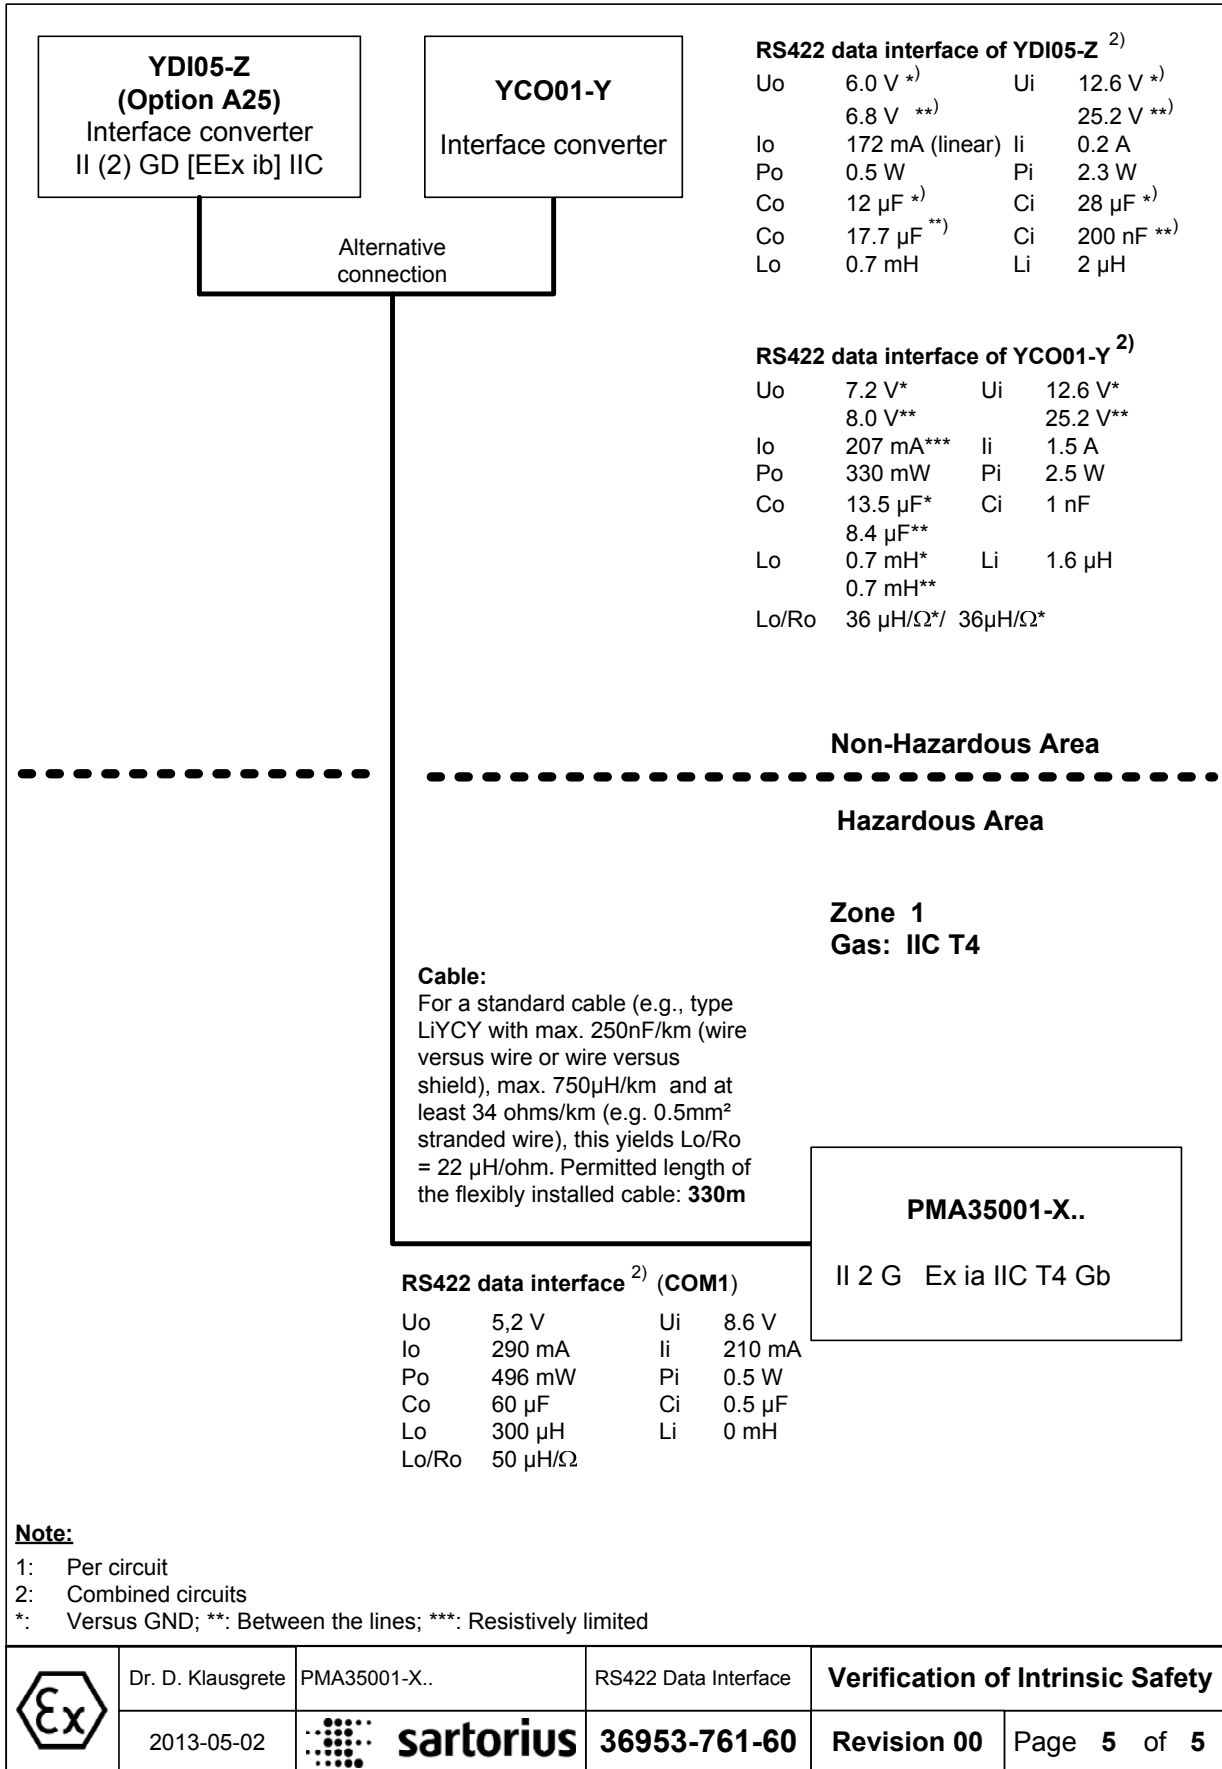 YDI05-Z
(Option A25)
Interface converter
II (2) GD [EEx ib] IIC
YCO01-Y
Interface converter
Alternative
connection
RS422 data interface of YDI05-Z 2)
Uo 6.0 V *) Ui 12.6 V *)
6.8 V **) 25.2 V **)
Io 172 mA (linear) Ii 0.2 A
Po 0.5 W Pi 2.3 W
Co 12 µF *) Ci 28 µF *)
Co 17.7 µF **) Ci 200 nF **)
Lo 0.7 mH Li 2 µH
RS422 data interface of YCO01-Y 2)
Uo 7.2 V* Ui 12.6 V*
8.0 V** 25.2 V**
Io 207 mA*** Ii 1.5 A
Po 330 mW Pi 2.5 W
Co 13.5 µF* Ci 1 nF
8.4 µF**
Lo 0.7 mH* Li 1.6 µH
0.7 mH**
Lo/Ro 36 µH/Ω*/ 36µH/Ω*
Non-Hazardous Area
Hazardous Area
Zone 1
Gas: IIC T4
Cable:
For a standard cable (e.g., type
LiYCY with max. 250nF/km (wire
versus wire or wire versus
shield), max. 750µH/km and at
least 34 ohms/km (e.g. 0.5mm²
stranded wire), this yields Lo/Ro
= 22 µH/ohm. Permitted length of
the flexibly installed cable: 330m
PMA35001-X..
II 2 G Ex ia IIC T4 Gb
RS422 data interface 2) (COM1)
Uo 5,2 V Ui 8.6 V
Io 290 mA Ii 210 mA
Po 496 mW Pi 0.5 W
Co 60 µF Ci 0.5 µF
Lo 300 µH Li 0 mH
Lo/Ro 50 µH/Ω
Note:
1: Per circuit
2: Combined circuits
*: Versus GND; **: Between the lines; ***: Resistively limited
Ex
Dr. D. Klausgrete PMA35001-X.. RS422 Data Interface Verification of Intrinsic Safety
2013-05-02 sartorius 36953-761-60 Revision 00 Page 5 of 5